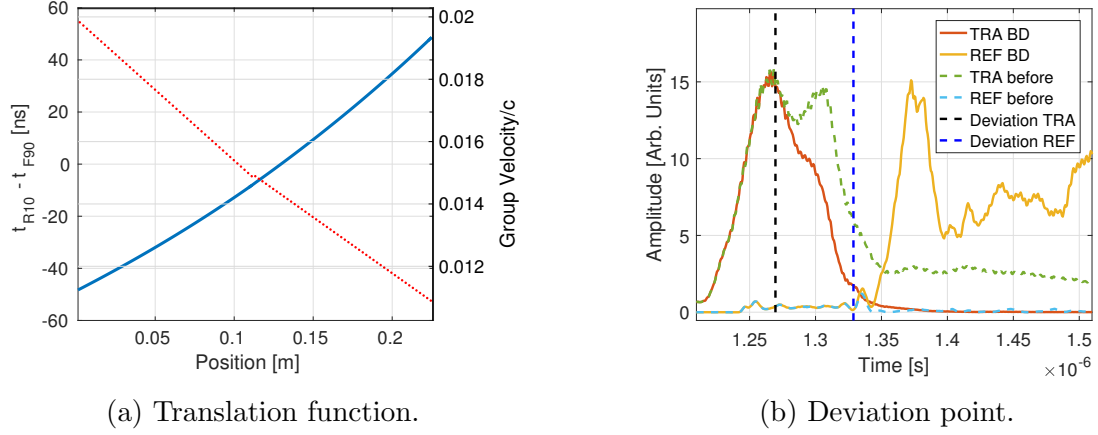 60
40
20
0
-20
-40
-60
t_R10 - t_F90 [ns]
0.02
0.018
0.016
0.014
0.012
Group Velocity/c
0.05
0.1
0.15
0.2
Position [m]
(a) Translation function.
15
10
5
0
Amplitude [Arb. Units]
TRA BD
REF BD
TRA before
REF before
Deviation TRA
Deviation REF
1.25
1.3
1.35
1.4
1.45
1.5
Time [s]
×10^-6
(b) Deviation point.